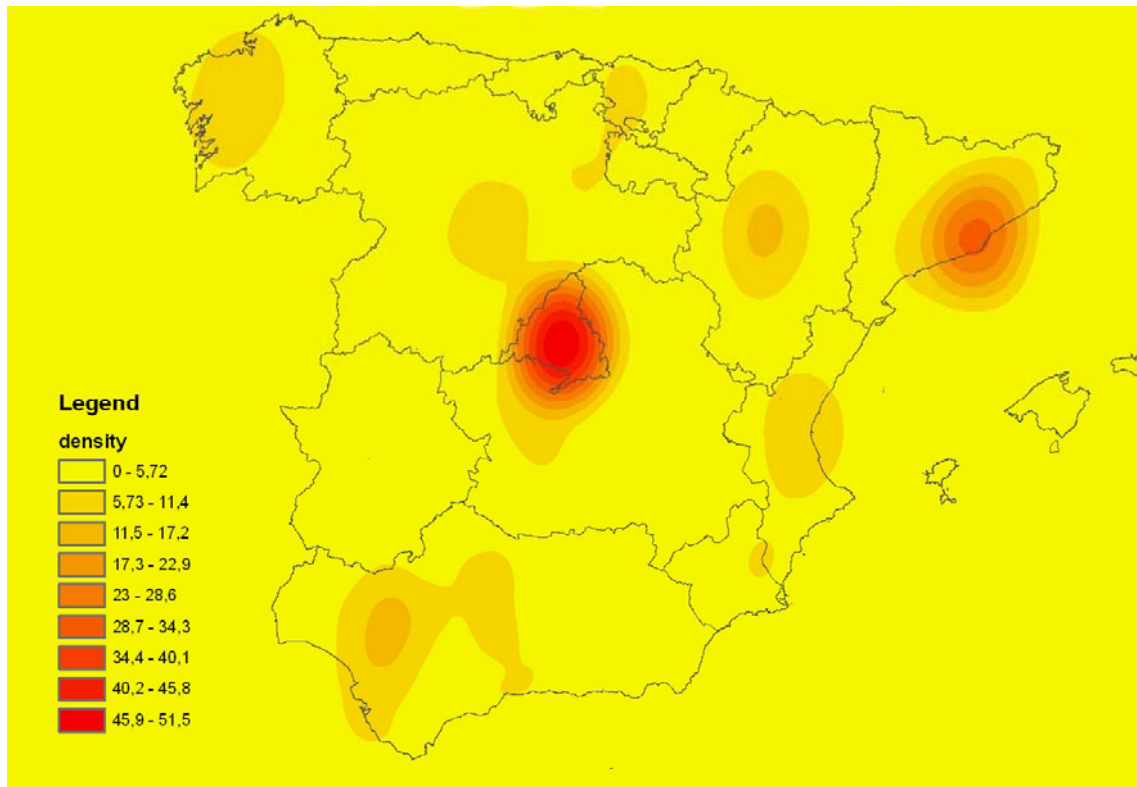 Legend
density
0 - 5,72
5,73 - 11,4
11,5 - 17,2
17,3 - 22,9
23 - 28,6
28,7 - 34,3
34,4 - 40,1
40,2 - 45,8
45,9 - 51,5